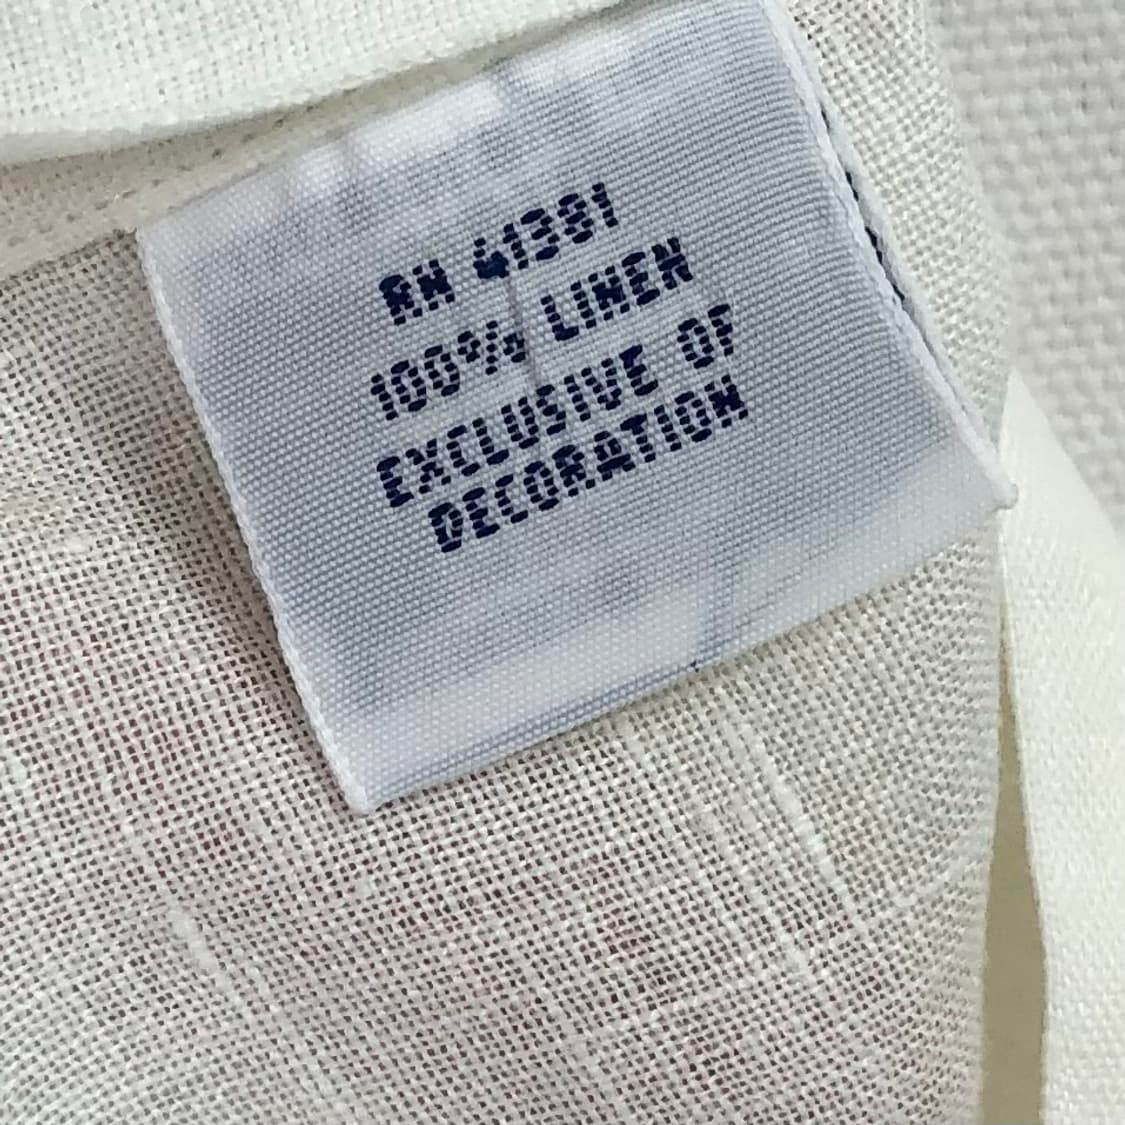 RN 41381
100% LINEN
EXCLUSIVE OF
DECORATION